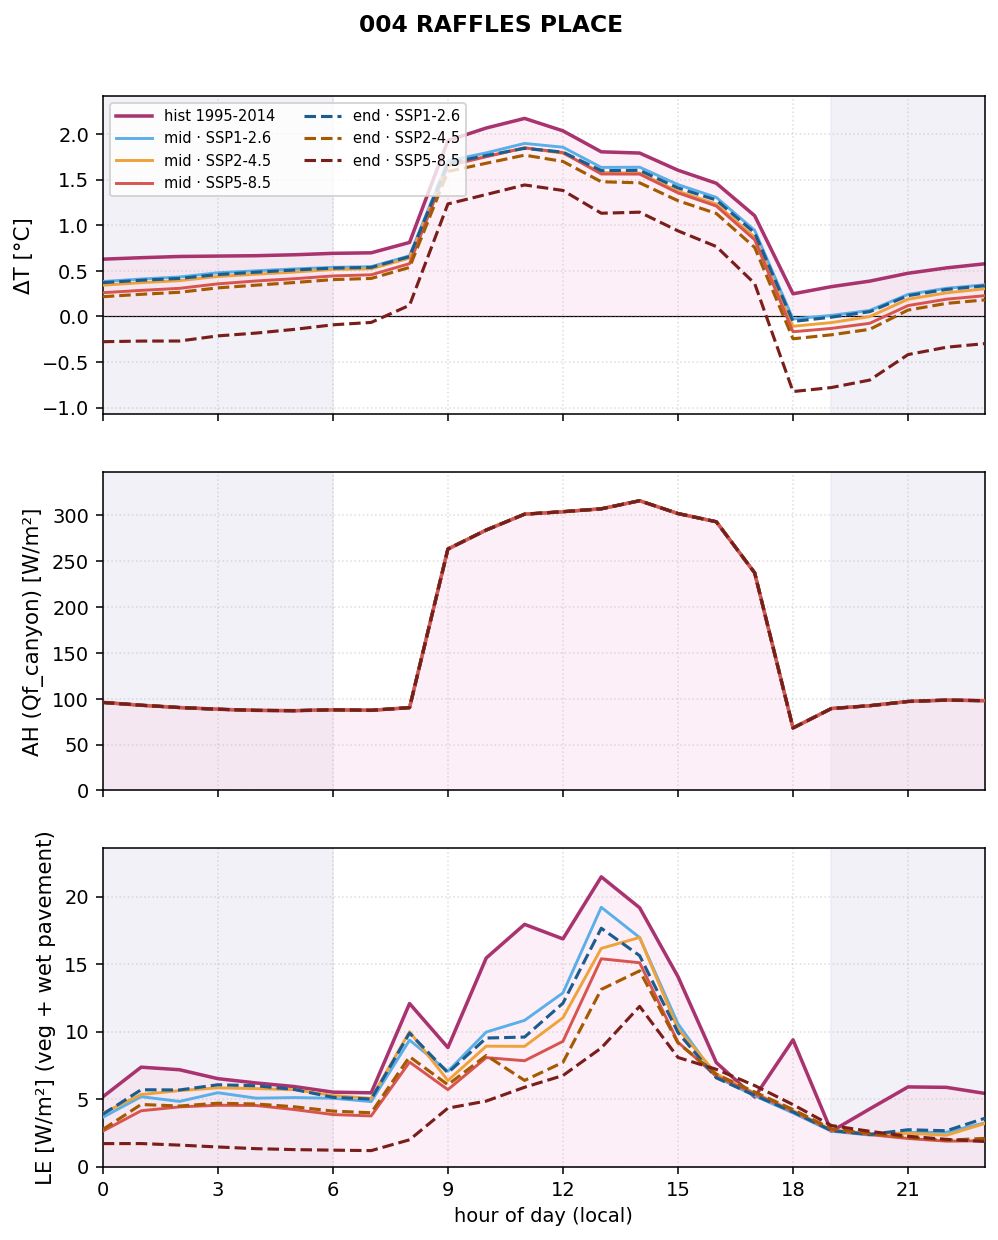 004 RAFFLES PLACE
hist 1995-2014
mid · SSP1-2.6
mid · SSP2-4.5
mid · SSP5-8.5
end · SSP1-2.6
end · SSP2-4.5
end · SSP5-8.5
ΔT [°C]
2.0
1.5
1.0
0.5
0.0
−0.5
−1.0
AH (Qf_canyon) [W/m²]
300
250
200
150
100
50
0
LE [W/m²] (veg + wet pavement)
20
15
10
5
0
0 3 6 9 12 15 18 21
hour of day (local)